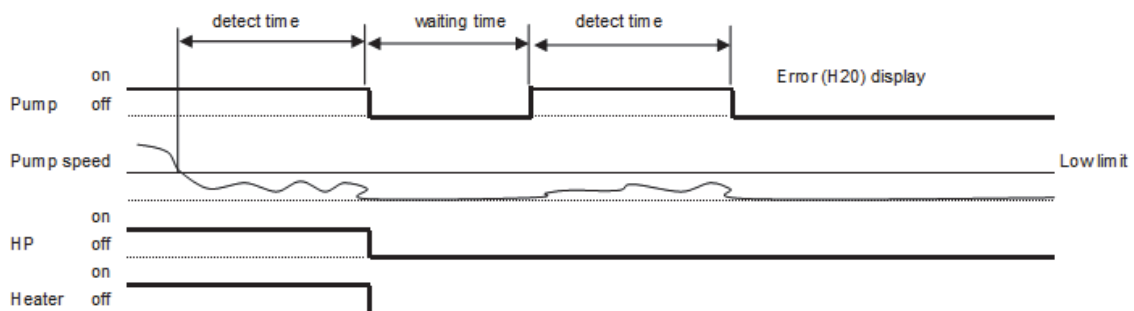 detect time waiting time detect time
on Error (H20) display
Pump off
Pump speed Low limit
on
HP off
on
Heater off